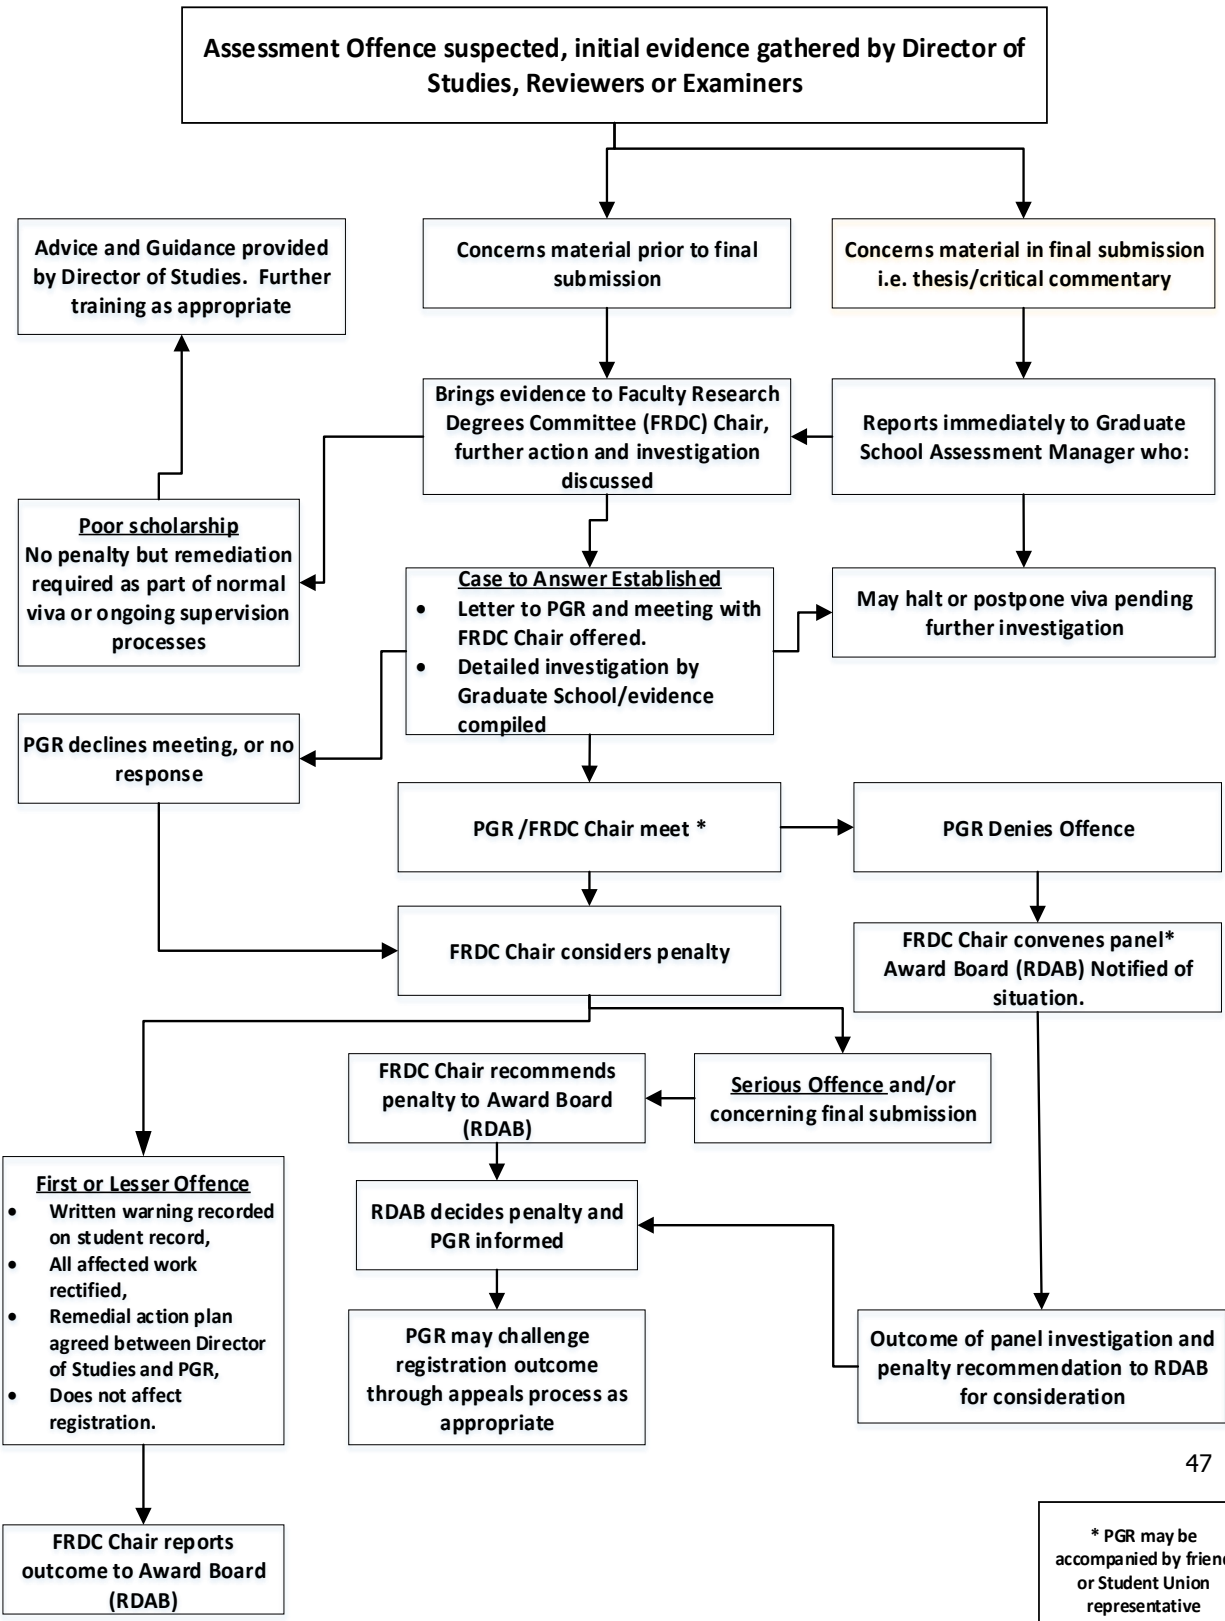 Assessment Offence suspected, initial evidence gathered by Director of
Studies, Reviewers or Examiners
Advice and Guidance provided
by Director of Studies. Further
training as appropriate
Concerns material prior to final
submission
Concerns material in final submission
i.e. thesis/critical commentary
Brings evidence to Faculty Research
Degrees Committee (FRDC) Chair,
further action and investigation
discussed
Reports immediately to Graduate
School Assessment Manager who:
Poor scholarship
No penalty but remediation
required as part of normal
viva or ongoing supervision
processes
Case to Answer Established
• Letter to PGR and meeting with
FRDC Chair offered.
• Detailed investigation by
Graduate School/evidence
compiled
May halt or postpone viva pending
further investigation
PGR declines meeting, or no
response
PGR /FRDC Chair meet *
PGR Denies Offence
FRDC Chair considers penalty
FRDC Chair convenes panel*
Award Board (RDAB) Notified of
situation.
FRDC Chair recommends
penalty to Award Board
(RDAB)
Serious Offence and/or
concerning final submission
First or Lesser Offence
• Written warning recorded
on student record,
• All affected work
rectified,
• Remedial action plan
agreed between Director
of Studies and PGR,
• Does not affect
registration.
RDAB decides penalty and
PGR informed
PGR may challenge
registration outcome
through appeals process as
appropriate
Outcome of panel investigation and
penalty recommendation to RDAB
for consideration
47
FRDC Chair reports
outcome to Award Board
(RDAB)
* PGR may be
accompanied by friend
or Student Union
representative